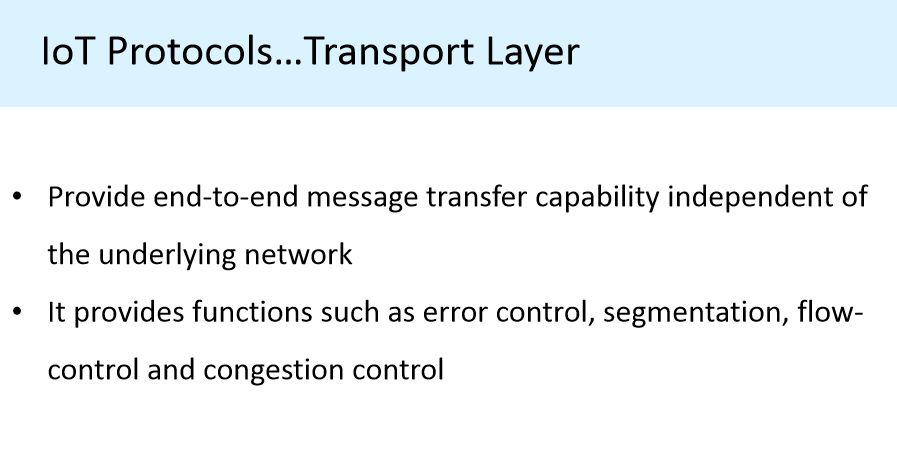 IoT Protocols...Transport Layer
• Provide end-to-end message transfer capability independent of
the underlying network
• It provides functions such as error control, segmentation, flow-
control and congestion control